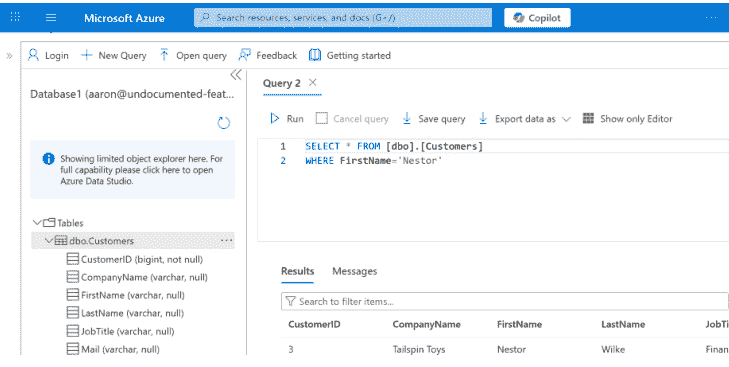 Microsoft Azure
Search resources, services, and docs (G+/)
Copilot
Login
New Query
Open query
Feedback
Getting started
Database1 (aaron@undocumented-feat...
Showing limited object explorer here. For
full capability please click here to open
Azure Data Studio.
Tables
dbo.Customers
CustomerID (bigint, not null)
CompanyName (varchar, null)
FirstName (varchar, null)
LastName (varchar, null)
JobTitle (varchar, null)
Mail (varchar, null)
Query 2
Run
Cancel query
Save query
Export data as
Show only Editor
1 SELECT * FROM [dbo].[Customers]
2 WHERE FirstName='Nestor'
Results Messages
Search to filter items...
CustomerID CompanyName FirstName LastName JobTi
3 Tailspin Toys Nestor Wilke Finan